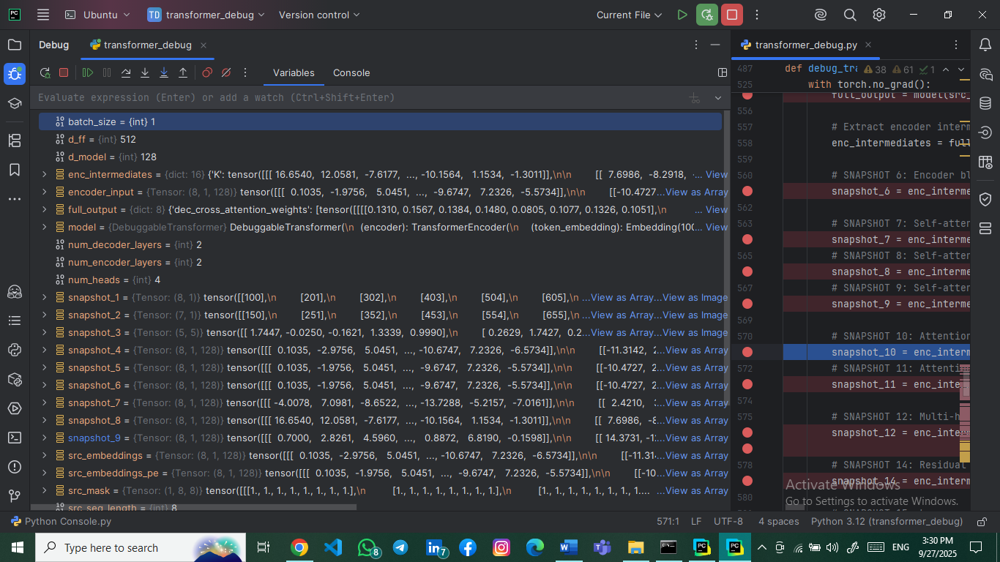 Ubuntu
TD transformer_debug
Version control
Current File
Debug
transformer_debug
Variables
Console
Evaluate expression (Enter) or add a watch (Ctrl+Shift+Enter)
batch_size = {int} 1
d_ff = {int} 512
d_model = {int} 128
enc_intermediates = {dict: 16} {'K': tensor([[[ 16.6540, 12.0581, -7.6177, ..., -10.1564, 1.1534, -1.3011]],\n\n [[ 7.6986, -8.2918, ... View
encoder_input = {Tensor: (8, 1, 128)} tensor([[[ 0.1035, -1.9756, 5.0451, ..., -9.6747, 7.2326, -5.5734]],\n\n [[-10.4727...View as Array
full_output = {dict: 8} {'dec_cross_attention_weights': [tensor([[[[0.1310, 0.1567, 0.1384, 0.1480, 0.0805, 0.1077, 0.1326, 0.1051],\n ... View
model = {DebuggableTransformer} DebuggableTransformer(\n (encoder): TransformerEncoder(\n (token_embedding): Embedding(100... View
num_decoder_layers = {int} 2
num_encoder_layers = {int} 2
num_heads = {int} 4
snapshot_1 = {Tensor: (8, 1)} tensor([[100],\n [201],\n [302],\n [403],\n [504],\n [605],\n ...View as Array...View as Image
snapshot_2 = {Tensor: (7, 1)} tensor([[150],\n [251],\n [352],\n [453],\n [554],\n [655],\n ...View as Array...View as Image
snapshot_3 = {Tensor: (5, 5)} tensor([[ 1.7447, -0.0250, -0.1621, 1.3339, 0.9990],\n [ 0.2629, 1.7427, 0.2...View as Array...View as Image
snapshot_4 = {Tensor: (8, 1, 128)} tensor([[[ 0.1035, -2.9756, 5.0451, ..., -10.6747, 7.2326, -6.5734]],\n\n [[-11.3142, 2...View as Array
snapshot_5 = {Tensor: (8, 1, 128)} tensor([[[ 0.1035, -1.9756, 5.0451, ..., -9.6747, 7.2326, -5.5734]],\n\n [[-10.4727, 2...View as Array
snapshot_6 = {Tensor: (8, 1, 128)} tensor([[[ 0.1035, -1.9756, 5.0451, ..., -9.6747, 7.2326, -5.5734]],\n\n [[-10.4727, 2...View as Array
snapshot_7 = {Tensor: (8, 1, 128)} tensor([[[ -4.0078, 7.0981, -8.6522, ..., -13.7288, -5.2157, -7.0161]],\n\n [[ 2.4210, ...View as Array
snapshot_8 = {Tensor: (8, 1, 128)} tensor([[[ 16.6540, 12.0581, -7.6177, ..., -10.1564, 1.1534, -1.3011]],\n\n [[ 7.6986, -8...View as Array
snapshot_9 = {Tensor: (8, 1, 128)} tensor([[[ 0.7000, 2.8261, 4.5960, ..., 0.8872, 6.8190, -0.1598]],\n\n [[ 14.3731, -1...View as Array
src_embeddings = {Tensor: (8, 1, 128)} tensor([[[ 0.1035, -2.9756, 5.0451, ..., -10.6747, 7.2326, -6.5734]],\n\n [[-11.31...View as Array
src_embeddings_pe = {Tensor: (8, 1, 128)} tensor([[[ 0.1035, -1.9756, 5.0451, ..., -9.6747, 7.2326, -5.5734]],\n\n [[-10...View as Array
src_mask = {Tensor: (1, 8, 8)} tensor([[[1., 1., 1., 1., 1., 1., 1., 1.],\n [1., 1., 1., 1., 1., 1., 1., 1.],\n [1., 1., 1., 1., 1., 1., 1., 1....View as Array
src_seq_length = {int} 8
transformer_debug.py
487 def debug_tra 38 61 1
525 with torch.no_grad():
full_output = model(src_
556
557 # Extract encoder interm
558 enc_intermediates = full
559
560 # SNAPSHOT 6: Encoder bl
snapshot_6 = enc_interme
562
563 # SNAPSHOT 7: Self-atter
snapshot_7 = enc_interme
565 # SNAPSHOT 8: Self-atter
snapshot_8 = enc_interme
567 # SNAPSHOT 9: Self-atter
snapshot_9 = enc_interme
569
570 # SNAPSHOT 10: Attention
snapshot_10 = enc_interm
572 # SNAPSHOT 11: Attenti
snapshot_11 = enc_inte
574
575 # SNAPSHOT 12: Multi-h
snapshot_12 = enc_inte
578 # SNAPSHOT 14: Residual
snapshot_14 = enc_interm
580
Activate Windows
Go to Settings to activate Windows.
Python Console.py
571:1 LF UTF-8 4 spaces Python 3.12 (transformer_debug)
Type here to search
8
7
ENG
3:30 PM
9/27/2025